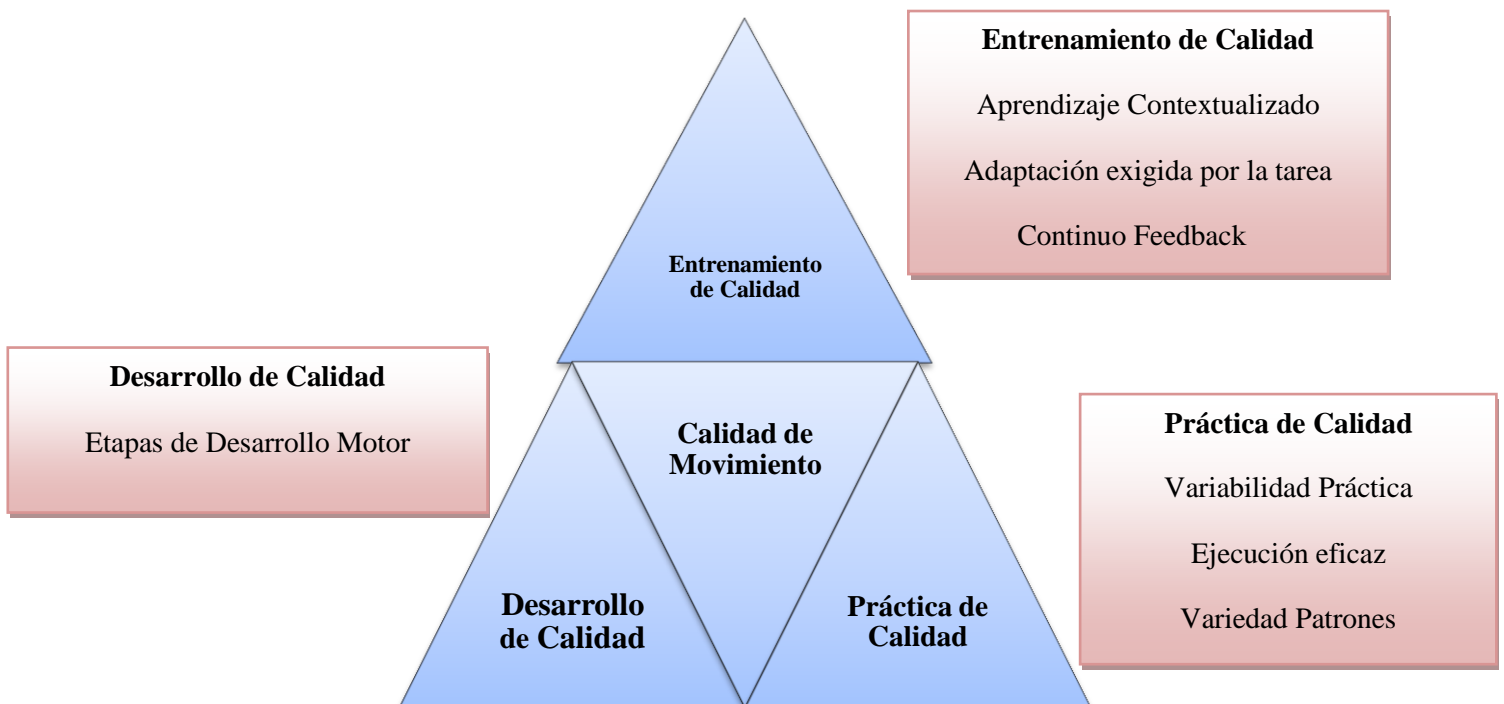 Entrenamiento de Calidad
Aprendizaje Contextualizado
Adaptación exigida por la tarea
Continuo Feedback
Entrenamiento
de Calidad
Desarrollo de Calidad
Etapas de Desarrollo Motor
Calidad de
Movimiento
Práctica de Calidad
Variabilidad Práctica
Ejecución eficaz
Variedad Patrones
Desarrollo
de Calidad
Práctica de
Calidad